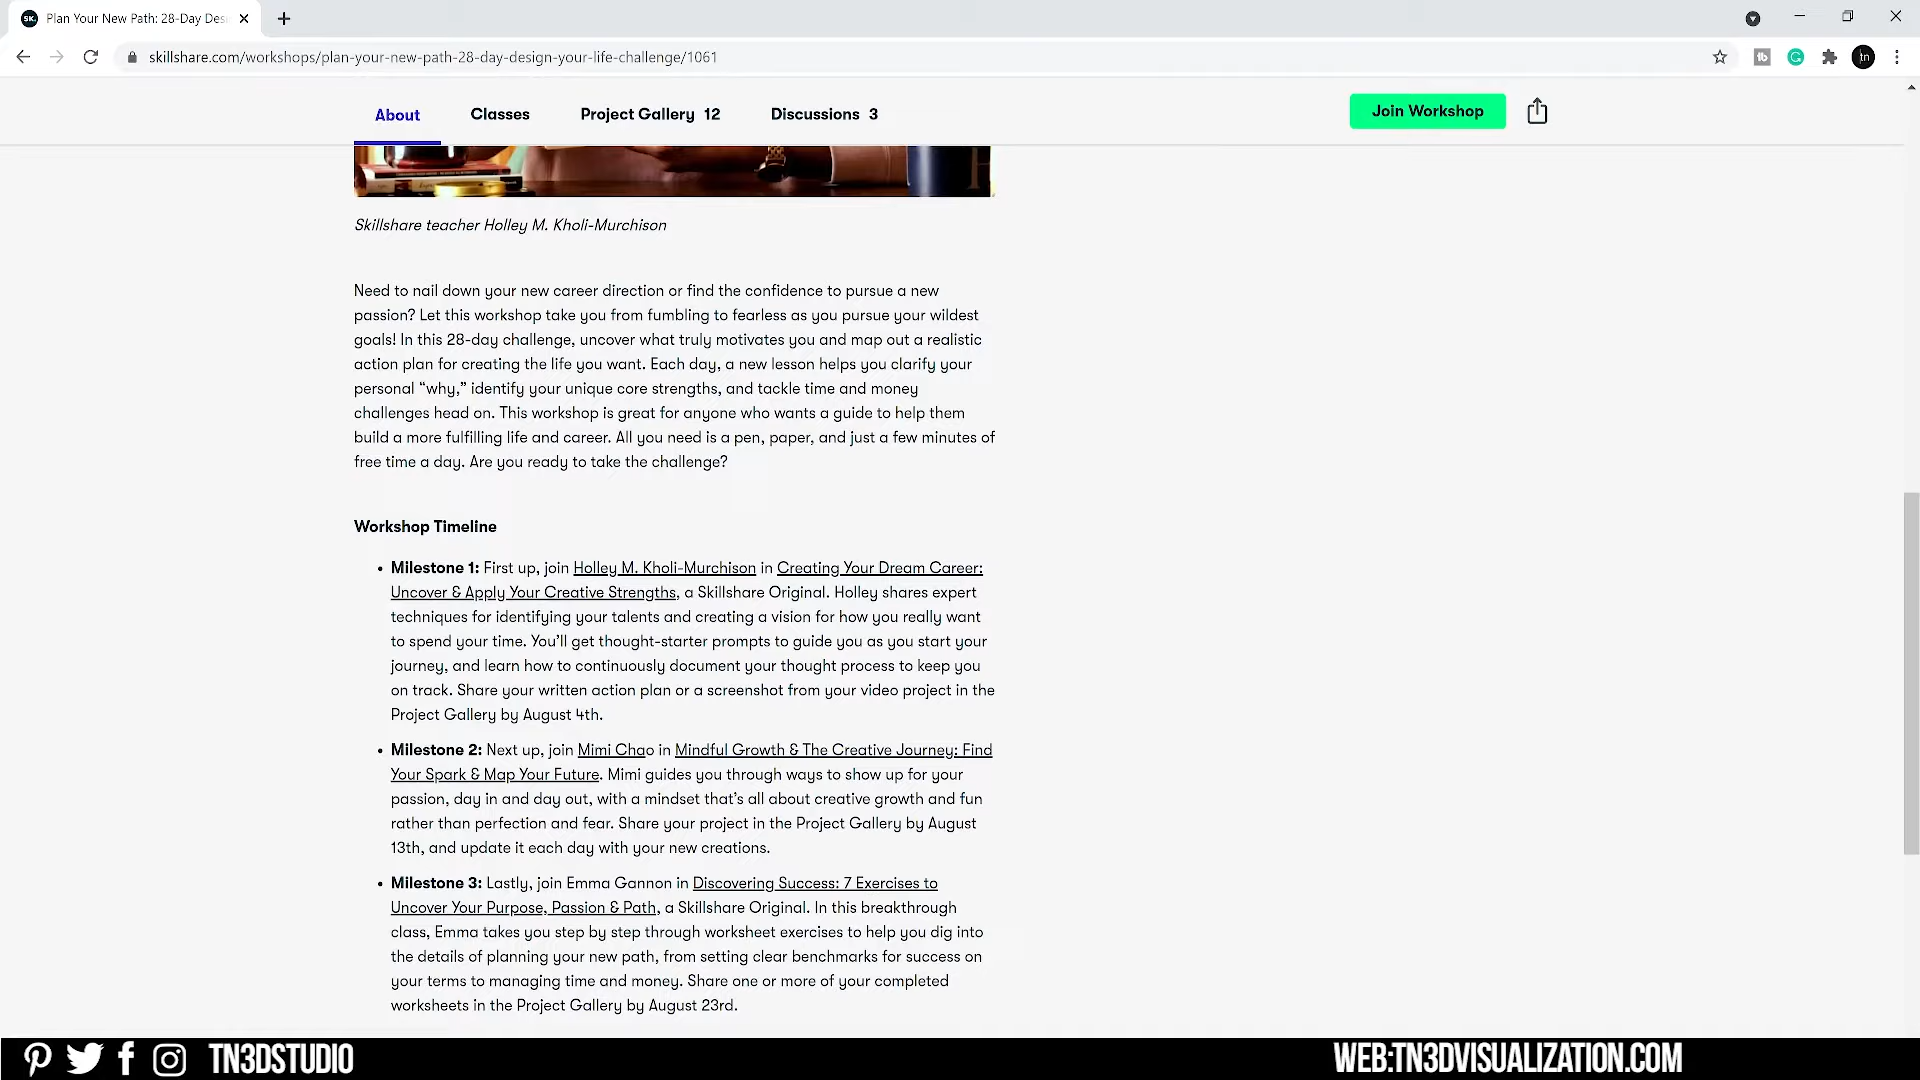 SK.
Plan Your New Path: 28-Day Des
skillshare.com/workshops/plan-your-new-path-28-day-design-your-life-challenge/1061
tn
About
Classes
Project Gallery 12
Discussions 3
Join Workshop
Skillshare teacher Holley M. Kholi-Murchison
Need to nail down your new career direction or find the confidence to pursue a new
passion? Let this workshop take you from fumbling to fearless as you pursue your wildest
goals! In this 28-day challenge, uncover what truly motivates you and map out a realistic
action plan for creating the life you want. Each day, a new lesson helps you clarify your
personal “why,” identify your unique core strengths, and tackle time and money
challenges head on. This workshop is great for anyone who wants a guide to help them
build a more fulfilling life and career. All you need is a pen, paper, and just a few minutes of
free time a day. Are you ready to take the challenge?
Workshop Timeline
• Milestone 1: First up, join Holley M. Kholi-Murchison in Creating Your Dream Career:
Uncover & Apply Your Creative Strengths, a Skillshare Original. Holley shares expert
techniques for identifying your talents and creating a vision for how you really want
to spend your time. You’ll get thought-starter prompts to guide you as you start your
journey, and learn how to continuously document your thought process to keep you
on track. Share your written action plan or a screenshot from your video project in the
Project Gallery by August 4th.
• Milestone 2: Next up, join Mimi Chao in Mindful Growth & The Creative Journey: Find
Your Spark & Map Your Future. Mimi guides you through ways to show up for your
passion, day in and day out, with a mindset that’s all about creative growth and fun
rather than perfection and fear. Share your project in the Project Gallery by August
13th, and update it each day with your new creations.
• Milestone 3: Lastly, join Emma Gannon in Discovering Success: 7 Exercises to
Uncover Your Purpose, Passion & Path, a Skillshare Original. In this breakthrough
class, Emma takes you step by step through worksheet exercises to help you dig into
the details of planning your new path, from setting clear benchmarks for success on
your terms to managing time and money. Share one or more of your completed
worksheets in the Project Gallery by August 23rd.
TN3DSTUDIO
WEB:TN3DVISUALIZATION.COM